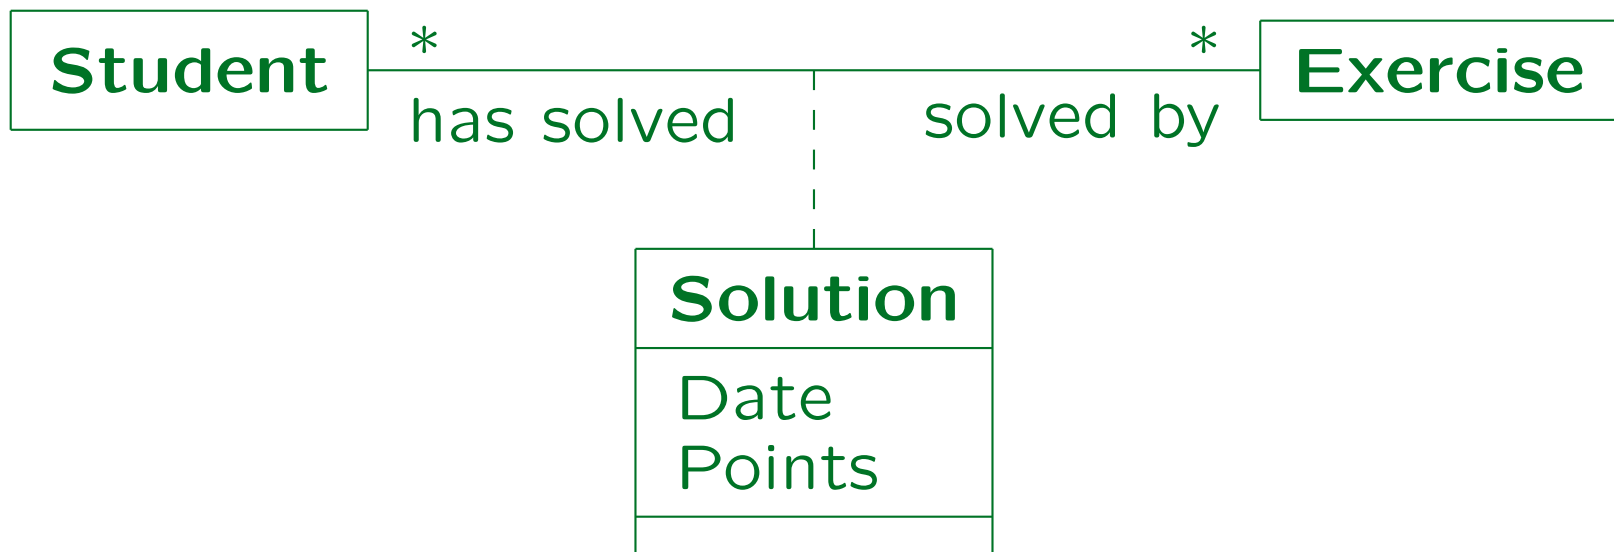 Student
*
*
Exercise
has solved
solved by
Solution
Date
Points